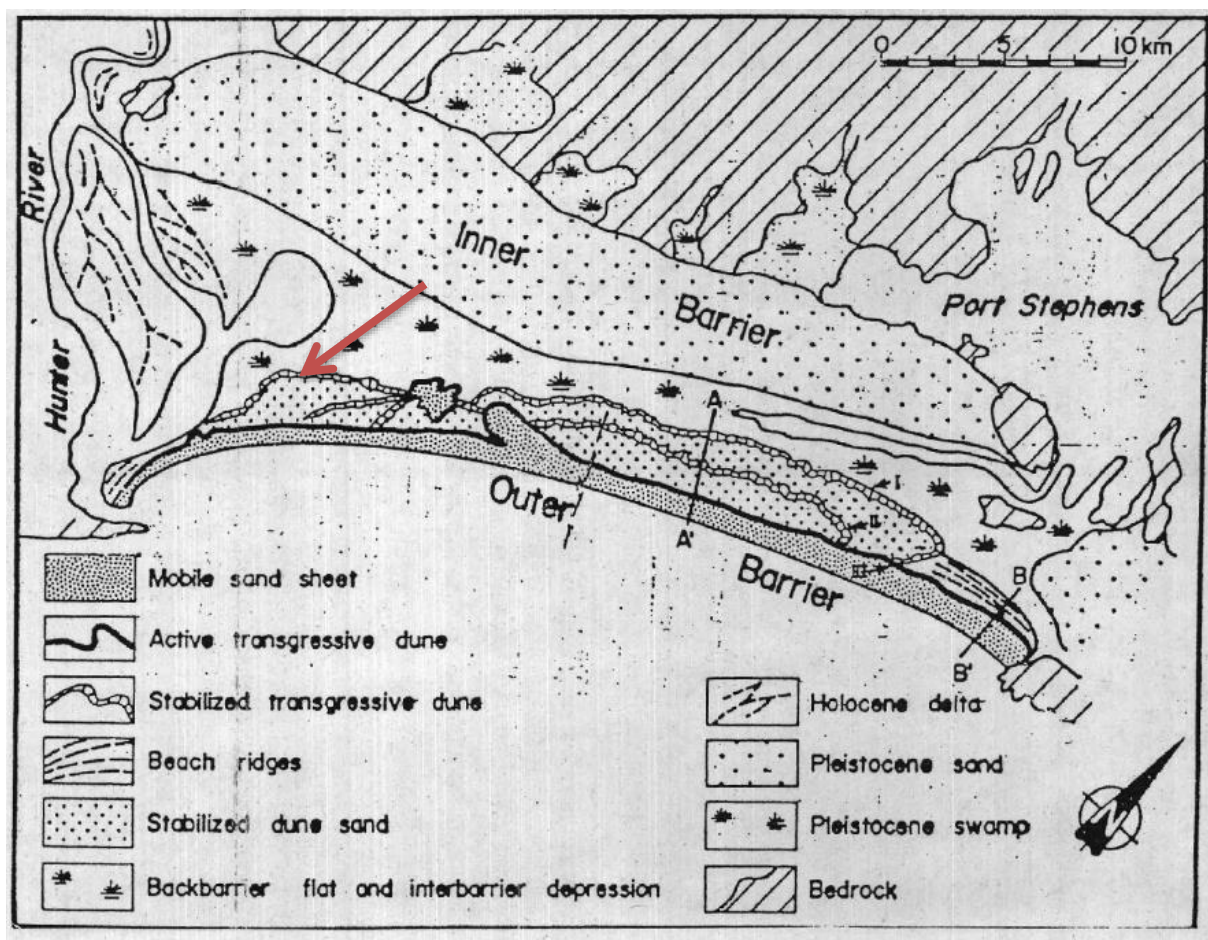 0 5 10 km
River
Hunter
Inner
Barrier
Port Stephens
A
I
II
III
A'
Outer
Barrier
B
B'
Mobile sand sheet
Active transgressive dune
Stabilized transgressive dune
Beach ridges
Stabilized dune sand
Backbarrier flat and interbarrier depression
Holocene delta
Pleistocene sand
Pleistocene swamp
Bedrock
N